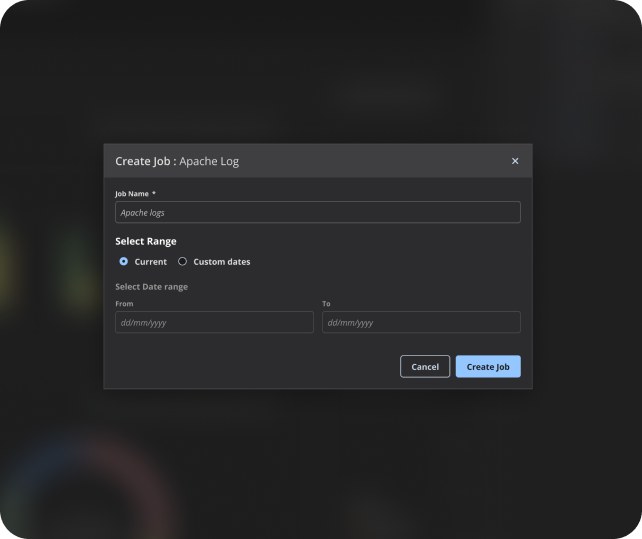 Create Job : Apache Log ✕
Job Name *
Apache logs
Select Range
Current Custom dates
Select Date range
From To
dd/mm/yyyy dd/mm/yyyy
Cancel Create Job